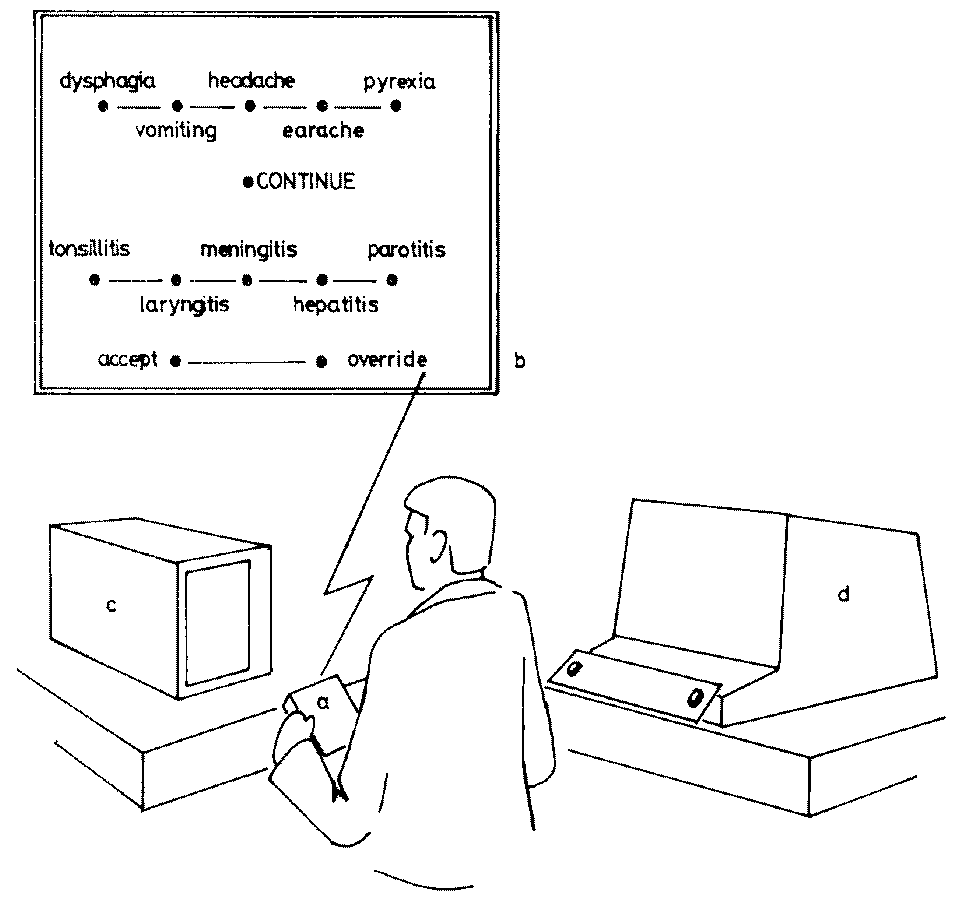 dysphagia headache pyrexia
vomiting earache
CONTINUE
tonsillitis meningitis parotitis
laryngitis hepatitis
accept override
b
c
d
a